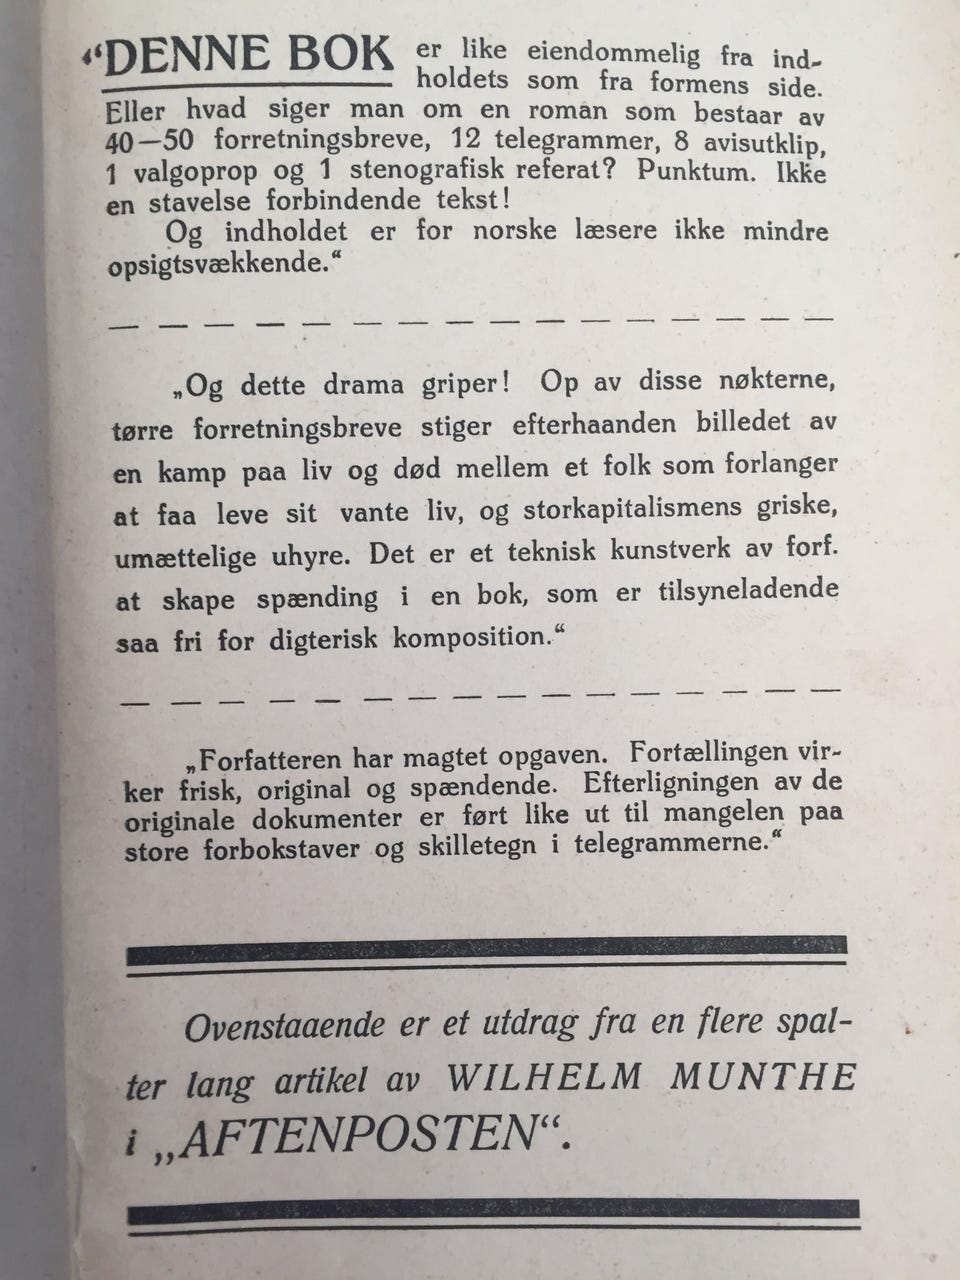 “DENNE BOK er like eiendommelig fra ind-
holdets som fra formens side.
Eller hvad siger man om en roman som bestaar av
40—50 forretningsbreve, 12 telegrammer, 8 avisutklip,
1 valgoprop og 1 stenografisk referat? Punktum. Ikke
en stavelse forbindende tekst!
Og indholdet er for norske læsere ikke mindre
opsigtsvækkende.“
„Og dette drama griper! Op av disse nøkterne,
tørre forretningsbreve stiger efterhaanden billedet av
en kamp paa liv og død mellem et folk som forlanger
at faa leve sit vante liv, og storkapitalismens griske,
umættelige uhyre. Det er et teknisk kunstverk av forf.
at skape spænding i en bok, som er tilsyneladende
saa fri for digterisk komposition.“
„Forfatteren har magtet opgaven. Fortællingen vir-
ker frisk, original og spændende. Efterligningen av de
originale dokumenter er ført like ut til mangelen paa
store forbokstaver og skilletegn i telegrammerne.“
Ovenstaaende er et utdrag fra en flere spal-
ter lang artikel av WILHELM MUNTHE
i „AFTENPOSTEN“.